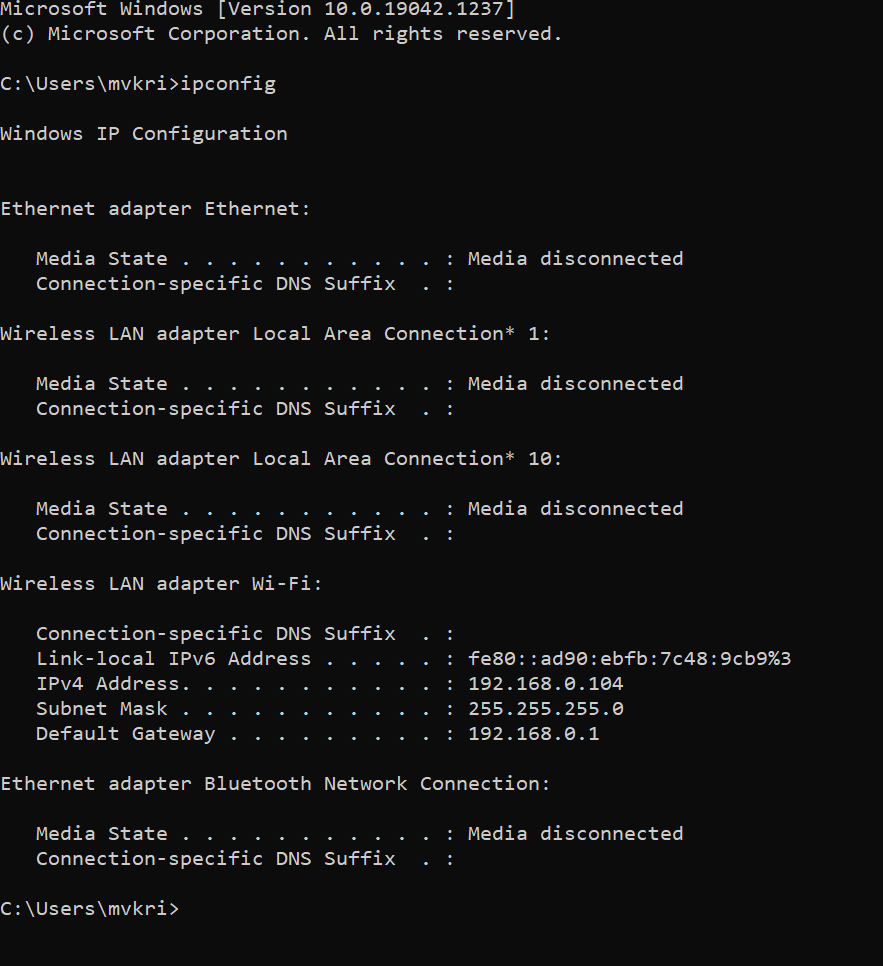 Microsoft Windows [Version 10.0.19042.1237]
(c) Microsoft Corporation. All rights reserved.
C:\Users\mvkri>ipconfig
Windows IP Configuration
Ethernet adapter Ethernet:
   Media State . . . . . . . . . . . : Media disconnected
   Connection-specific DNS Suffix  . :
Wireless LAN adapter Local Area Connection* 1:
   Media State . . . . . . . . . . . : Media disconnected
   Connection-specific DNS Suffix  . :
Wireless LAN adapter Local Area Connection* 10:
   Media State . . . . . . . . . . . : Media disconnected
   Connection-specific DNS Suffix  . :
Wireless LAN adapter Wi-Fi:
   Connection-specific DNS Suffix  . :
   Link-local IPv6 Address . . . . . : fe80::ad90:ebfb:7c48:9cb9%3
   IPv4 Address. . . . . . . . . . . : 192.168.0.104
   Subnet Mask . . . . . . . . . . . : 255.255.255.0
   Default Gateway . . . . . . . . . : 192.168.0.1
Ethernet adapter Bluetooth Network Connection:
   Media State . . . . . . . . . . . : Media disconnected
   Connection-specific DNS Suffix  . :
C:\Users\mvkri>